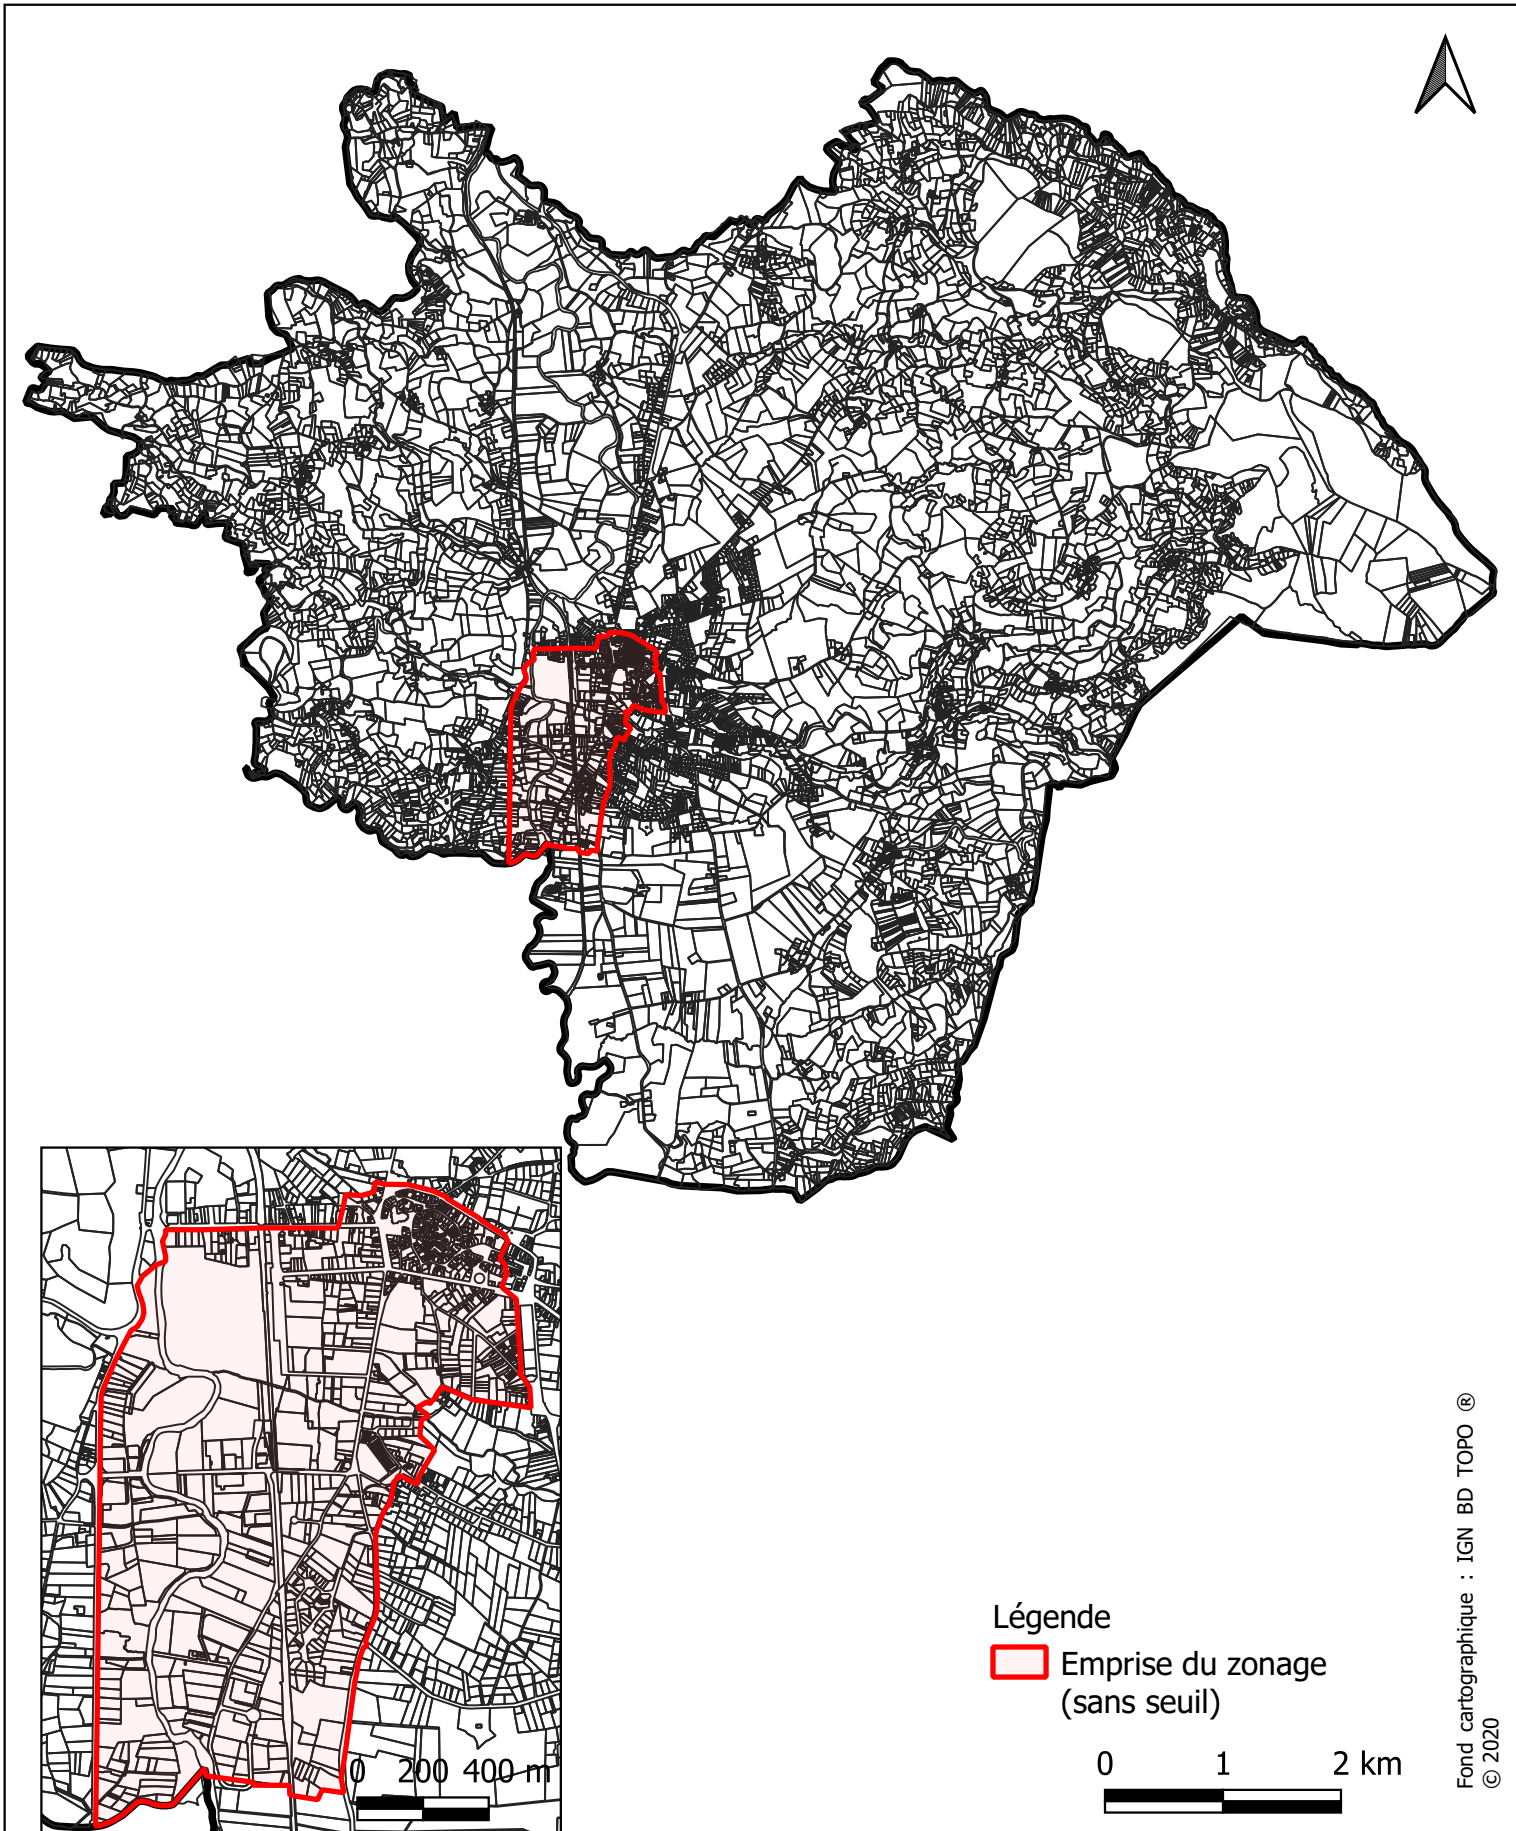 Légende
Emprise du zonage
(sans seuil)
0 200 400 m
0 1 2 km
Fond cartographique : IGN BD TOPO ®
© 2020